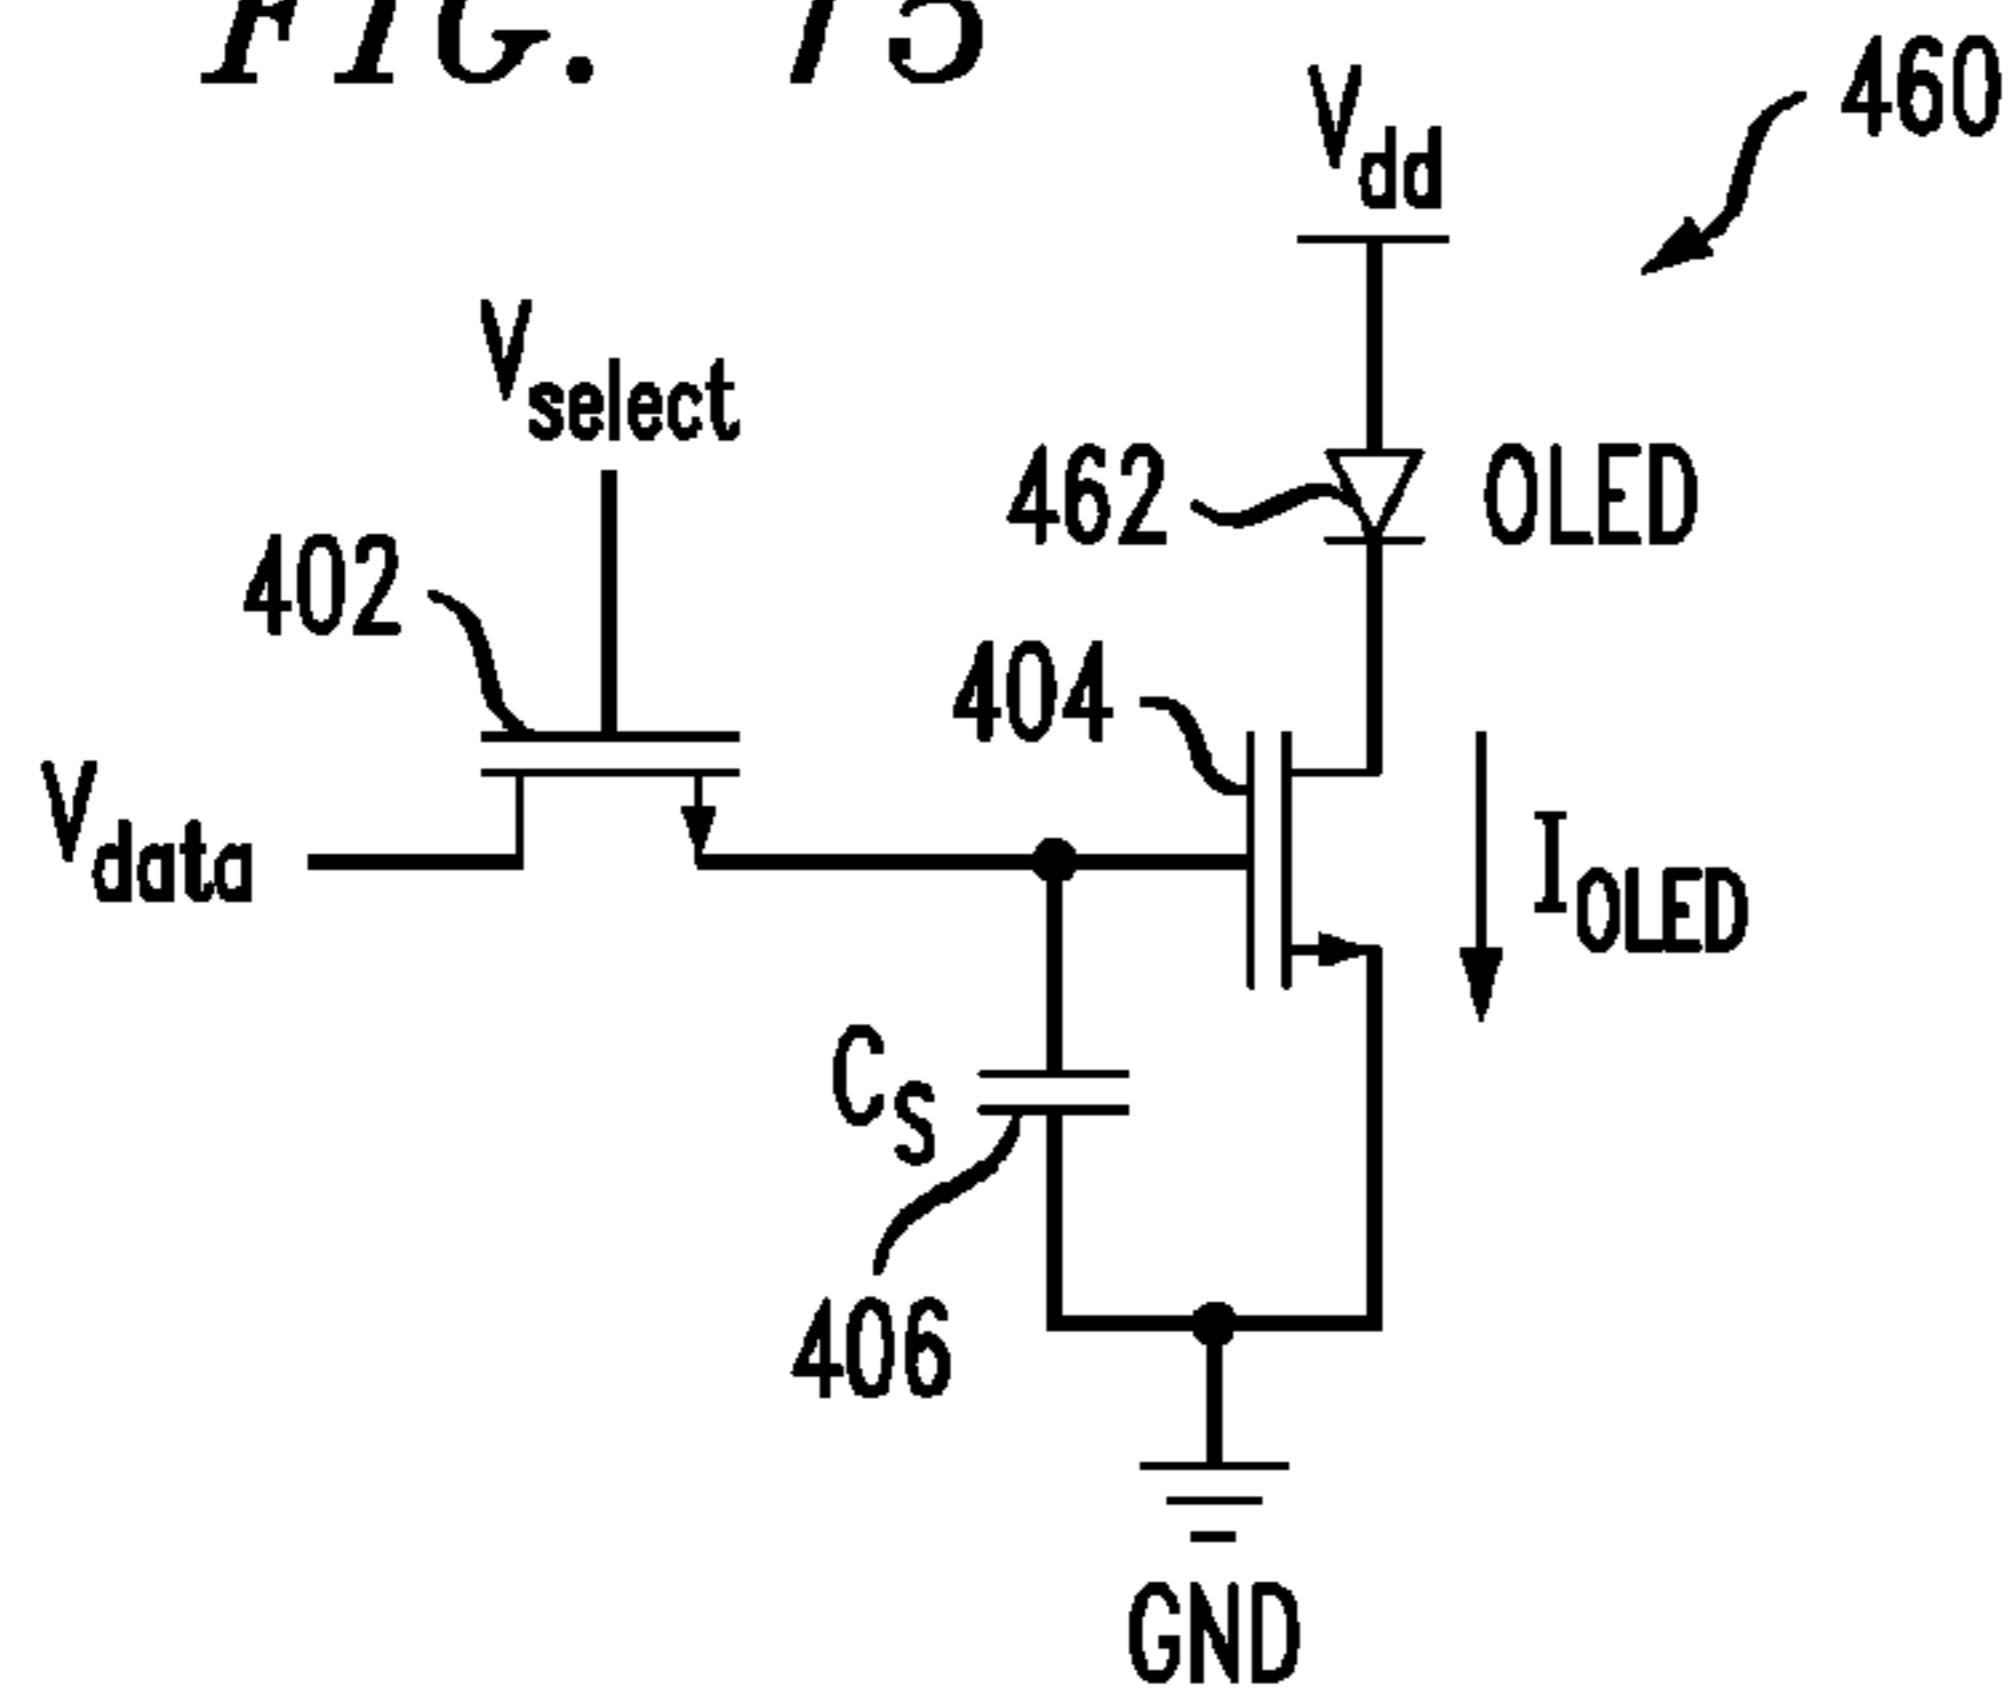 FIG. 15
460
Vdd
Vselect
462
OLED
402
404
Vdata
IOLED
CS
406
GND